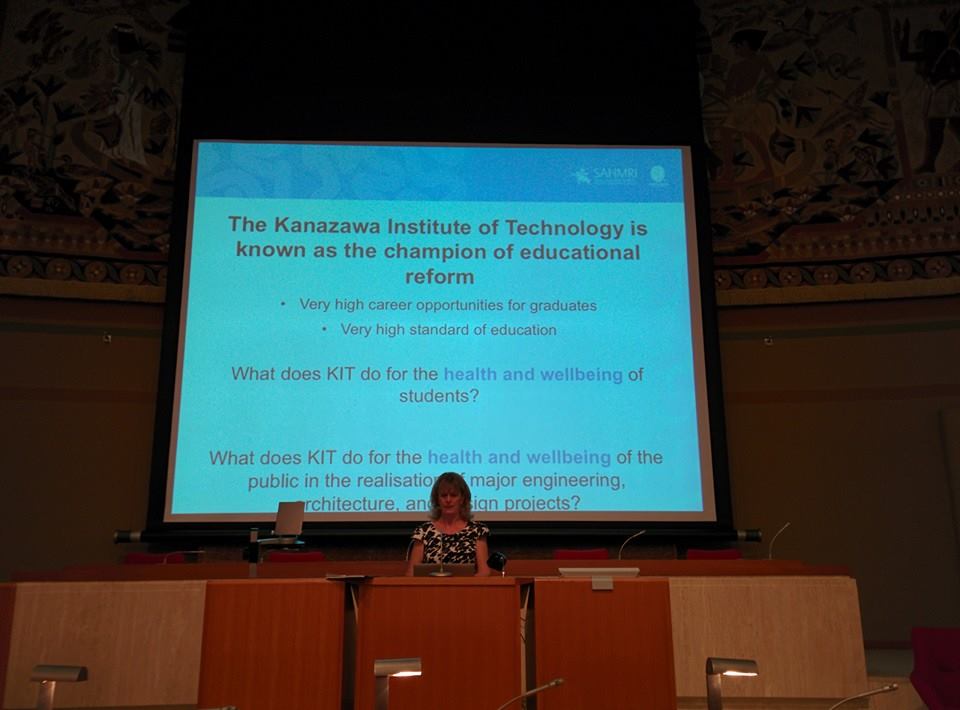 SAHMRI
The Kanazawa Institute of Technology is
known as the champion of educational
reform
• Very high career opportunities for graduates
• Very high standard of education
What does KIT do for the health and wellbeing of
students?
What does KIT do for the health and wellbeing of the
public in the realisation major engineering,
and projects?